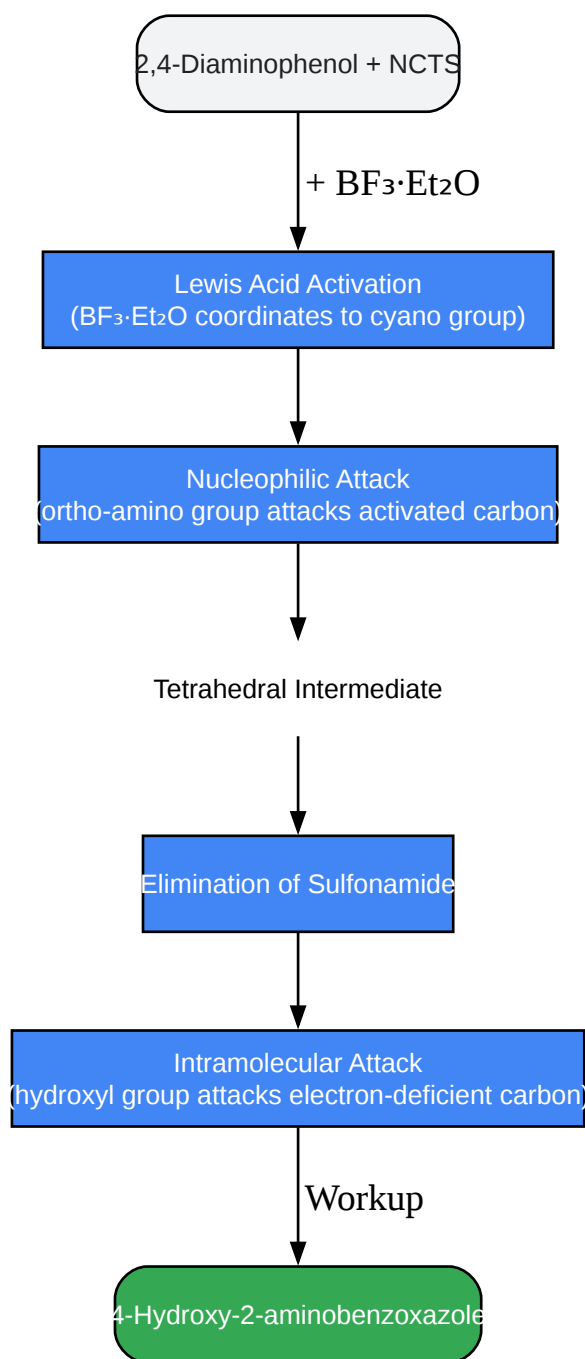 2,4-Diaminophenol + NCTS
+ BF₃·Et₂O
Lewis Acid Activation
(BF₃·Et₂O coordinates to cyano group)
Nucleophilic Attack
(ortho-amino group attacks activated carbon)
Tetrahedral Intermediate
Elimination of Sulfonamide
Intramolecular Attack
(hydroxyl group attacks electron-deficient carbon)
Workup
4-Hydroxy-2-aminobenzoxazole